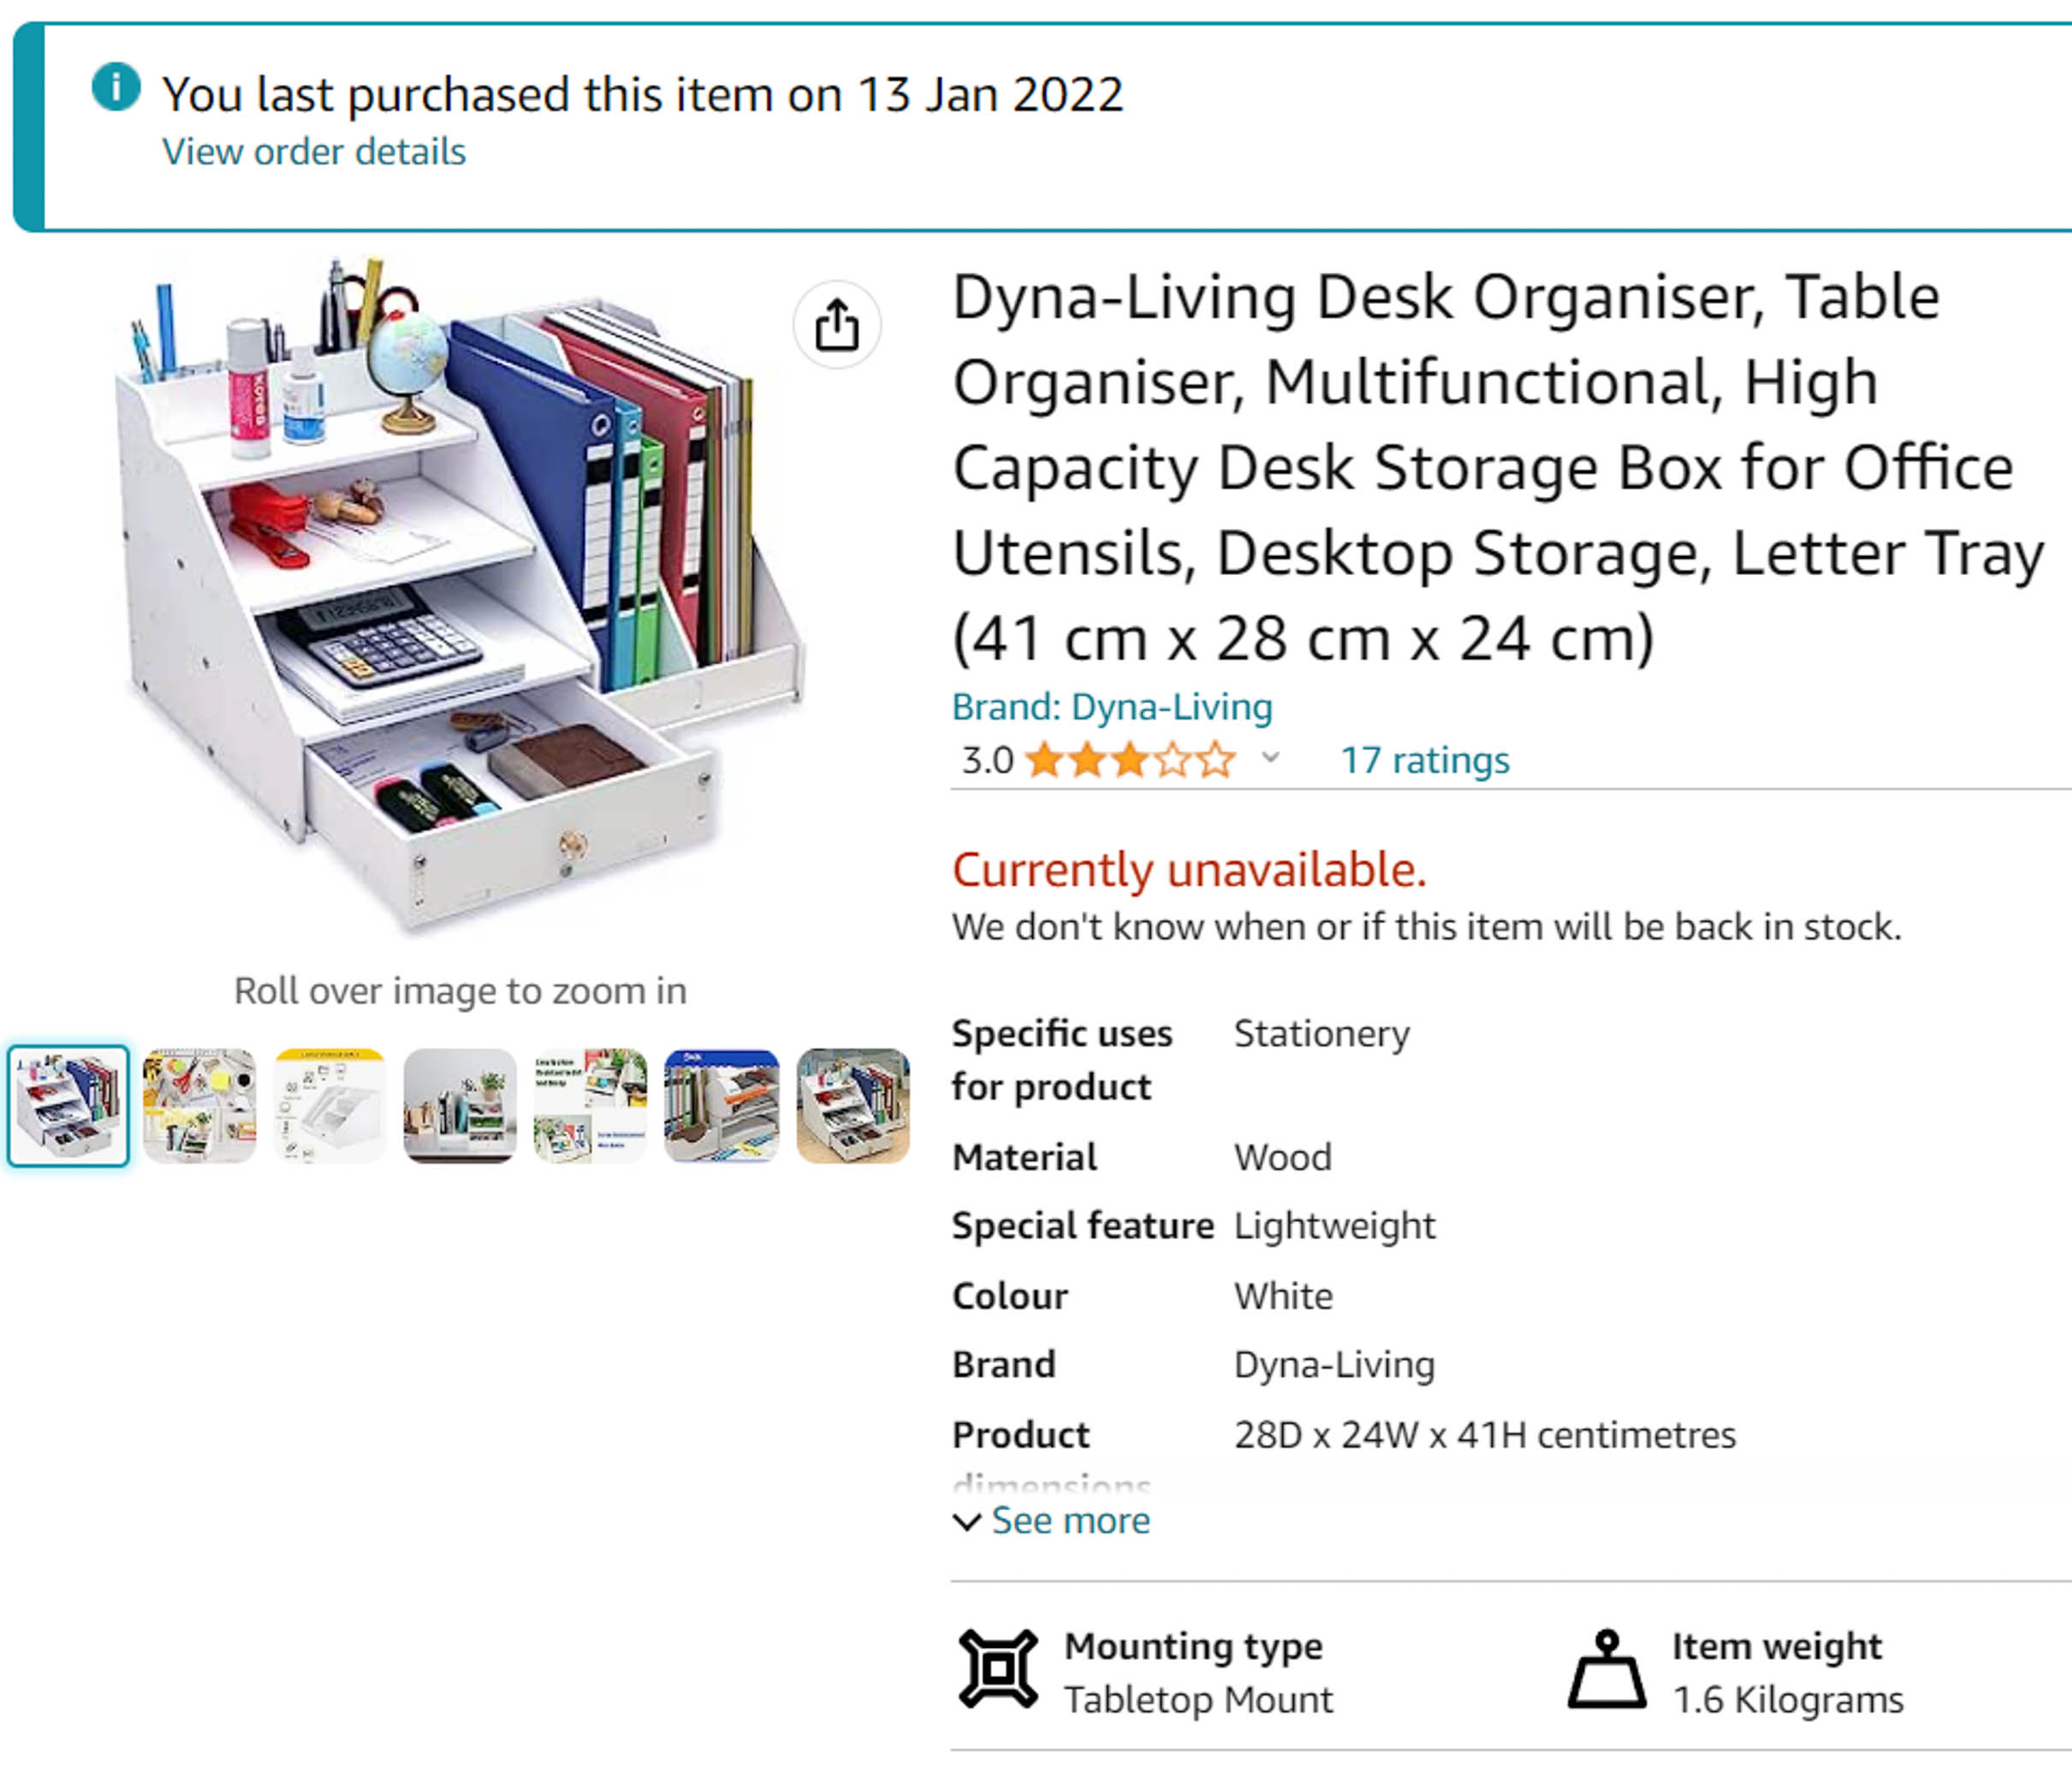 You last purchased this item on 13 Jan 2022
View order details
Dyna-Living Desk Organiser, Table
Organiser, Multifunctional, High
Capacity Desk Storage Box for Office
Utensils, Desktop Storage, Letter Tray
(41 cm x 28 cm x 24 cm)
Brand: Dyna-Living
3.0 17 ratings
Currently unavailable.
We don't know when or if this item will be back in stock.
Roll over image to zoom in
Specific uses Stationery
for product
Material Wood
Special feature Lightweight
Colour White
Brand Dyna-Living
Product 28D x 24W x 41H centimetres
dimensions
See more
Mounting type Item weight
Tabletop Mount 1.6 Kilograms